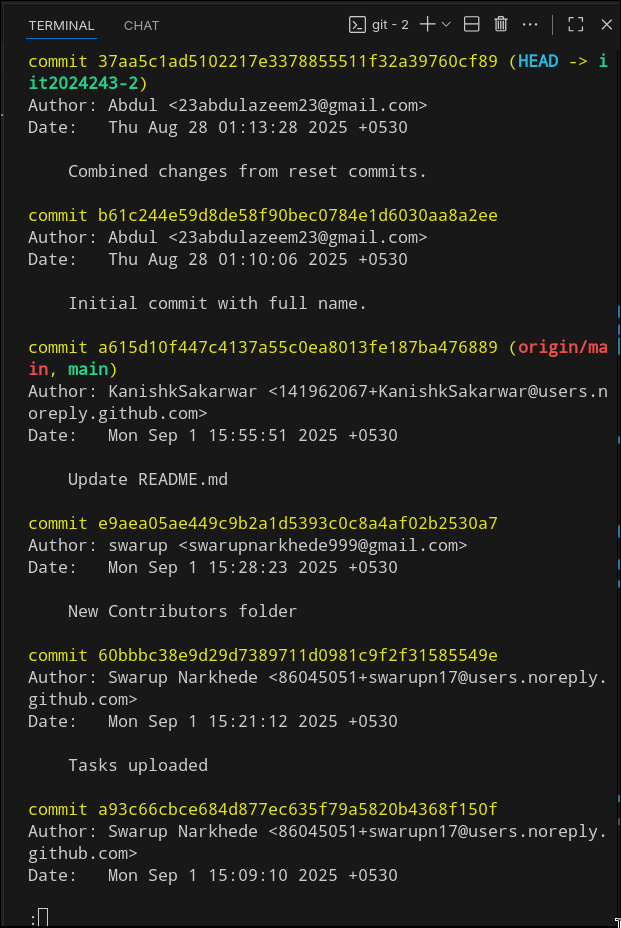 TERMINAL CHAT git - 2
commit 37aa5c1ad5102217e3378855511f32a39760cf89 (HEAD -> i
it2024243-2)
Author: Abdul <23abdulazeem23@gmail.com>
Date:   Thu Aug 28 01:13:28 2025 +0530
Combined changes from reset commits.
commit b61c244e59d8de58f90bec0784e1d6030aa8a2ee
Author: Abdul <23abdulazeem23@gmail.com>
Date:   Thu Aug 28 01:10:06 2025 +0530
Initial commit with full name.
commit a615d10f447c4137a55c0ea8013fe187ba476889 (origin/ma
in, main)
Author: KanishkSakarwar <141962067+KanishkSakarwar@users.n
oreply.github.com>
Date:   Mon Sep 1 15:55:51 2025 +0530
Update README.md
commit e9aea05ae449c9b2a1d5393c0c8a4af02b2530a7
Author: swarup <swarupnarkhede999@gmail.com>
Date:   Mon Sep 1 15:28:23 2025 +0530
New Contributors folder
commit 60bbbc38e9d29d7389711d0981c9f2f31585549e
Author: Swarup Narkhede <86045051+swarupn17@users.noreply.
github.com>
Date:   Mon Sep 1 15:21:12 2025 +0530
Tasks uploaded
commit a93c66cbce684d877ec635f79a5820b4368f150f
Author: Swarup Narkhede <86045051+swarupn17@users.noreply.
github.com>
Date:   Mon Sep 1 15:09:10 2025 +0530
: